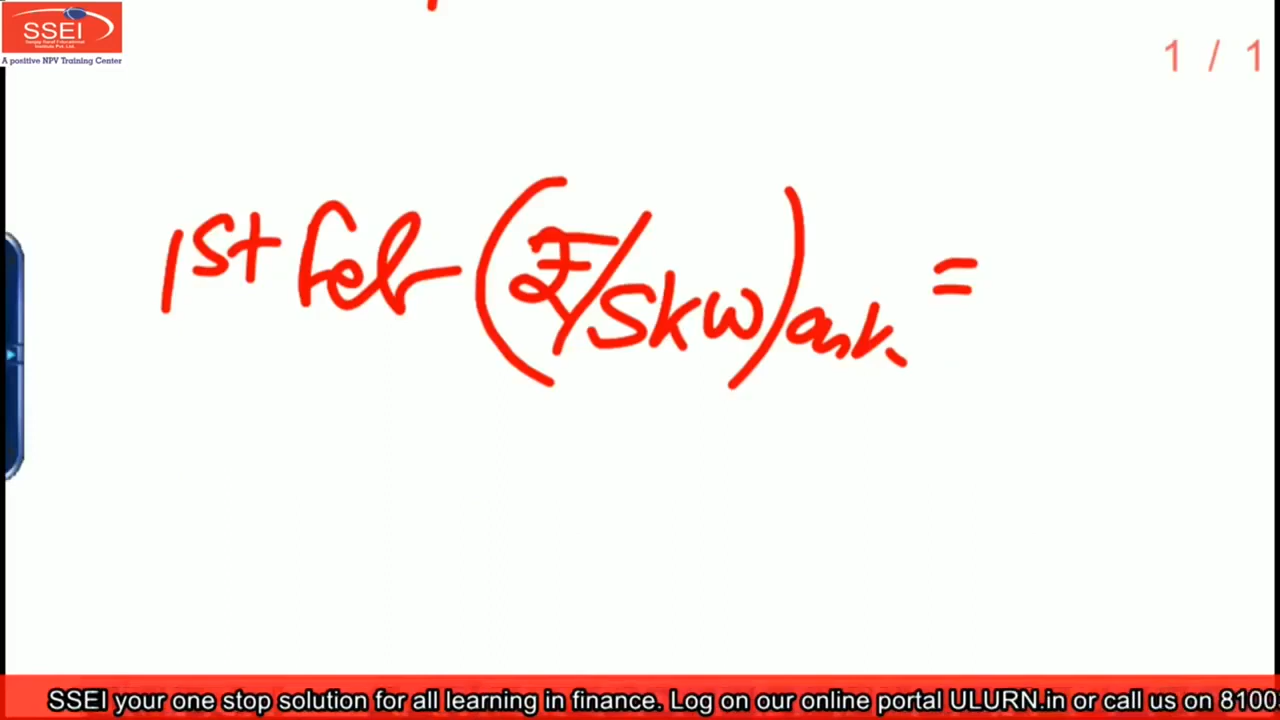 SSEI
A positive NPV Training Center
1 / 1
1st Feb (₹/SKW) ask =
SSEI your one stop solution for all learning in finance. Log on our online portal ULURN.in or call us on 8100